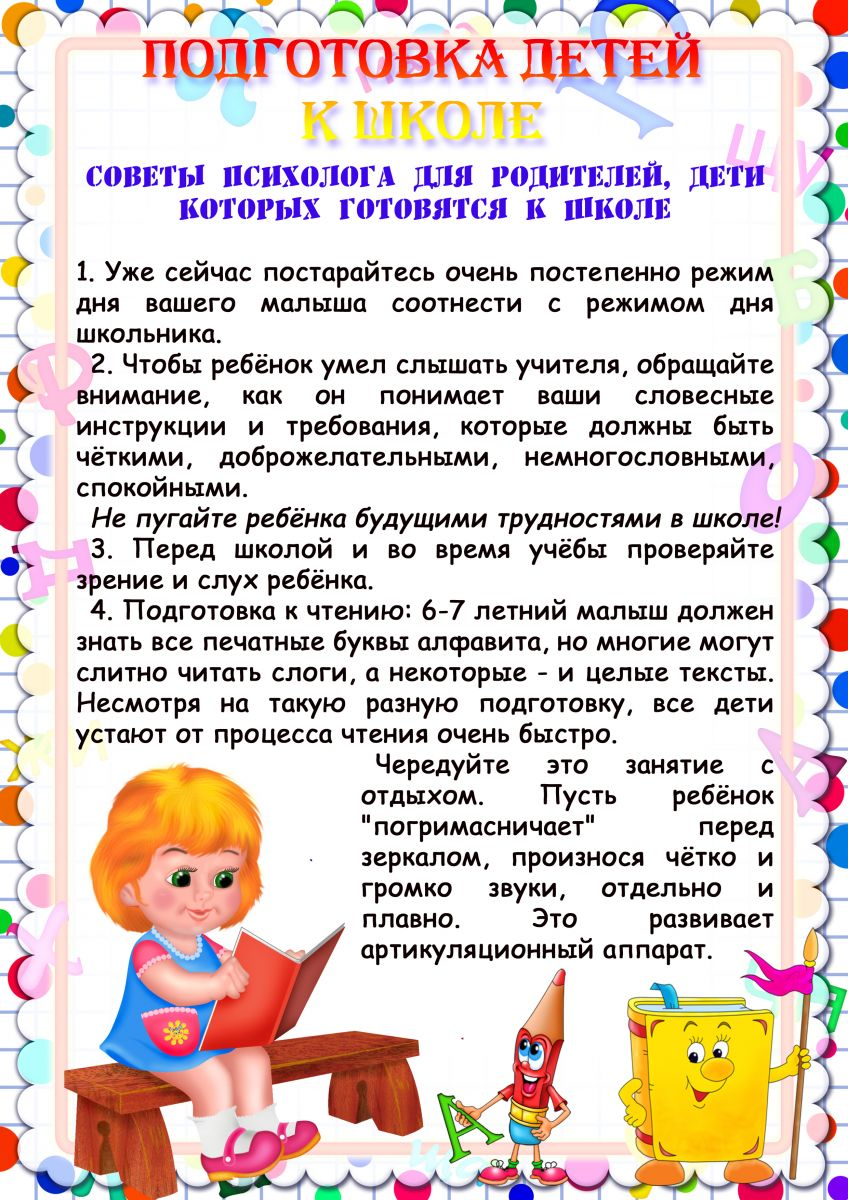 ПОДГОТОВКА ДЕТЕЙ
К ШКОЛЕ
СОВЕТЫ ПСИХОЛОГА ДЛЯ РОДИТЕЛЕЙ, ДЕТИ
КОТОРЫХ ГОТОВЯТСЯ К ШКОЛЕ
1. Уже сейчас постарайтесь очень постепенно режим
дня вашего малыша соотнести с режимом дня
школьника.
2. Чтобы ребёнок умел слышать учителя, обращайте
внимание, как он понимает ваши словесные
инструкции и требования, которые должны быть
чёткими, доброжелательными, немногословными,
спокойными.
Не пугайте ребёнка будущими трудностями в школе!
3. Перед школой и во время учёбы проверяйте
зрение и слух ребёнка.
4. Подготовка к чтению: 6-7 летний малыш должен
знать все печатные буквы алфавита, но многие могут
слитно читать слоги, а некоторые - и целые тексты.
Несмотря на такую разную подготовку, все дети
устают от процесса чтения очень быстро.
Чередуйте это занятие с
отдыхом. Пусть ребёнок
"погримасничает" перед
зеркалом, произнося чётко и
громко звуки, отдельно и
плавно. Это развивает
артикуляционный аппарат.
А